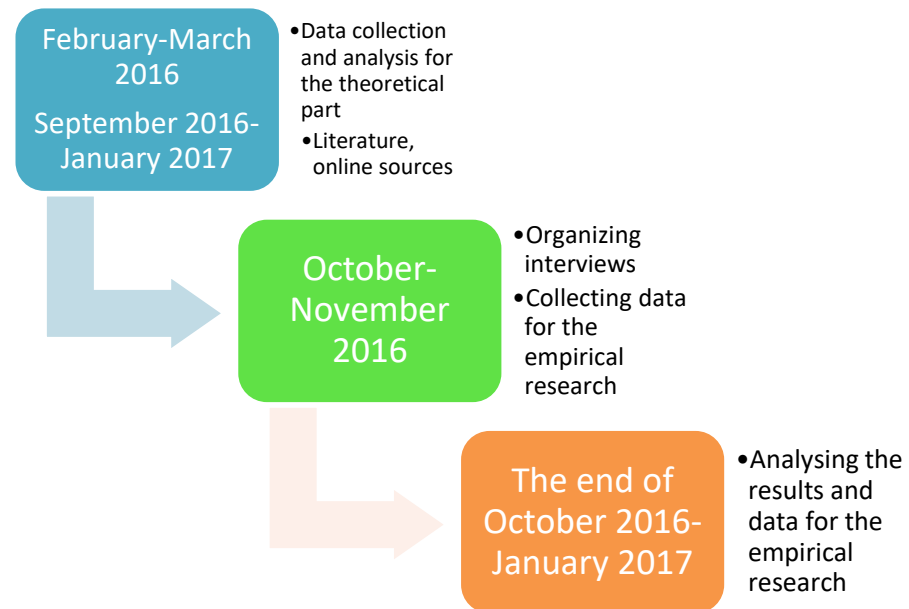 February-March
2016
September 2016-
January 2017
•Data collection
and analysis for
the theoretical
part
•Literature,
online sources
October-
November
2016
•Organizing
interviews
•Collecting data
for the
empirical
research
The end of
October 2016-
January 2017
•Analysing the
results and
data for the
empirical
research